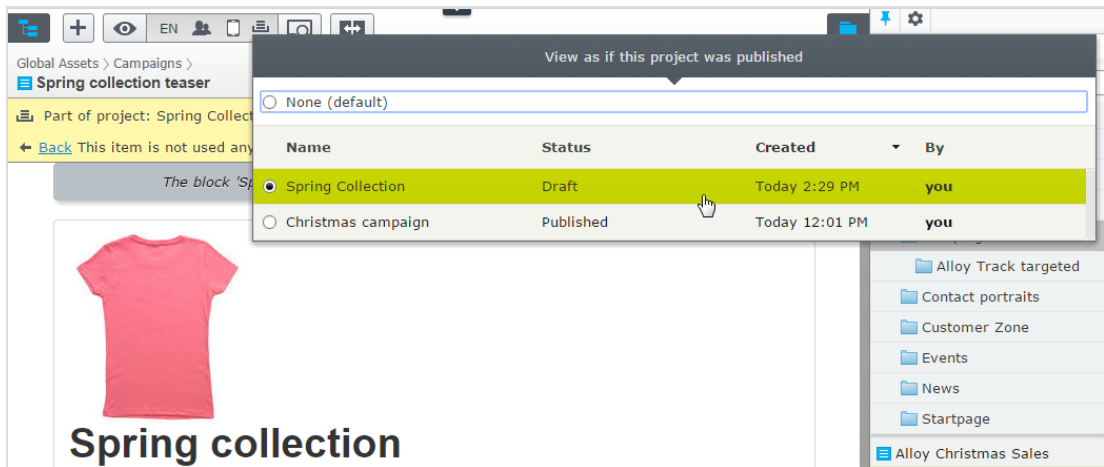 EN
View as if this project was published
Global Assets > Campaigns >
Spring collection teaser
None (default)
Part of project: Spring Collect
Back This item is not used any
Name Status Created By
The block 'Sp
Spring Collection Draft Today 2:29 PM you
Christmas campaign Published Today 12:01 PM you
Alloy Track targeted
Contact portraits
Customer Zone
Events
News
Startpage
Spring collection
Alloy Christmas Sales